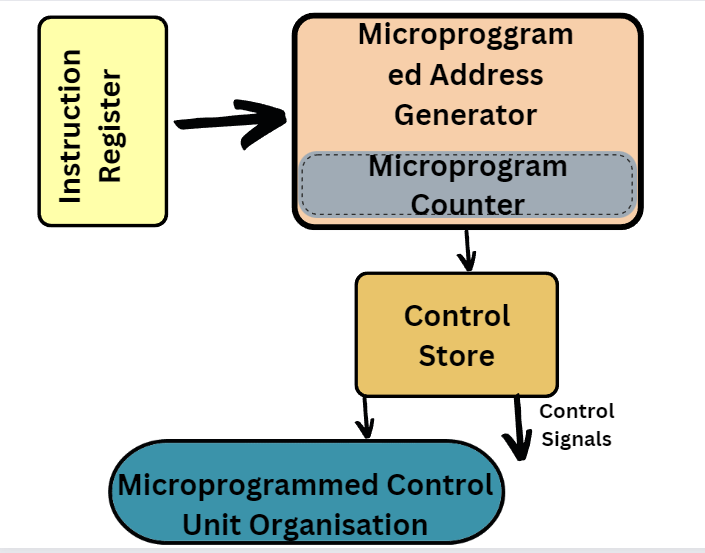 Instruction
Register
Microproggram
ed Address
Generator
Microprogram
Counter
Control
Store
Control
Signals
Microprogrammed Control
Unit Organisation